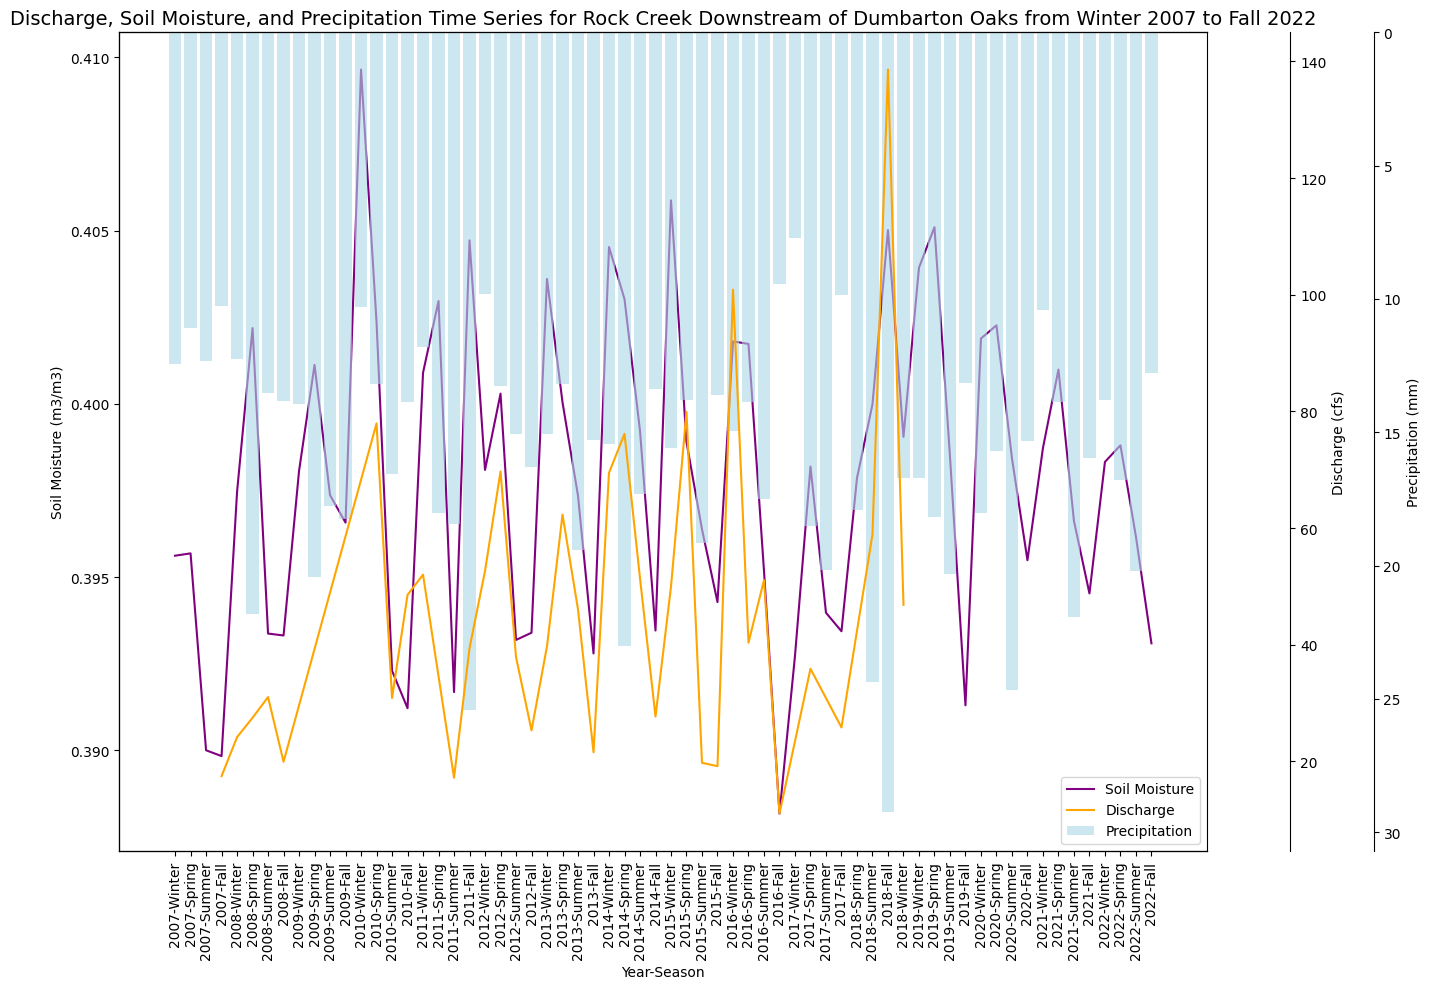 Discharge, Soil Moisture, and Precipitation Time Series for Rock Creek Downstream of Dumbarton Oaks from Winter 2007 to Fall 2022
Soil Moisture (m3/m3)
0.410
0.405
0.400
0.395
0.390
Discharge (cfs)
140
120
100
80
60
40
20
Precipitation (mm)
0
5
10
15
20
25
30
Soil Moisture
Discharge
Precipitation
2007-Winter
2007-Spring
2007-Summer
2007-Fall
2008-Winter
2008-Spring
2008-Summer
2008-Fall
2009-Winter
2009-Spring
2009-Summer
2009-Fall
2010-Winter
2010-Spring
2010-Summer
2010-Fall
2011-Winter
2011-Spring
2011-Summer
2011-Fall
2012-Winter
2012-Spring
2012-Summer
2012-Fall
2013-Winter
2013-Spring
2013-Summer
2013-Fall
2014-Winter
2014-Spring
2014-Summer
2014-Fall
2015-Winter
2015-Spring
2015-Summer
2015-Fall
2016-Winter
2016-Spring
2016-Summer
2016-Fall
2017-Winter
2017-Spring
2017-Summer
2017-Fall
2018-Spring
2018-Summer
2018-Fall
2018-Winter
2019-Winter
2019-Spring
2019-Summer
2019-Fall
2020-Winter
2020-Spring
2020-Summer
2020-Fall
2021-Winter
2021-Spring
2021-Summer
2021-Fall
2022-Winter
2022-Spring
2022-Summer
2022-Fall
Year-Season